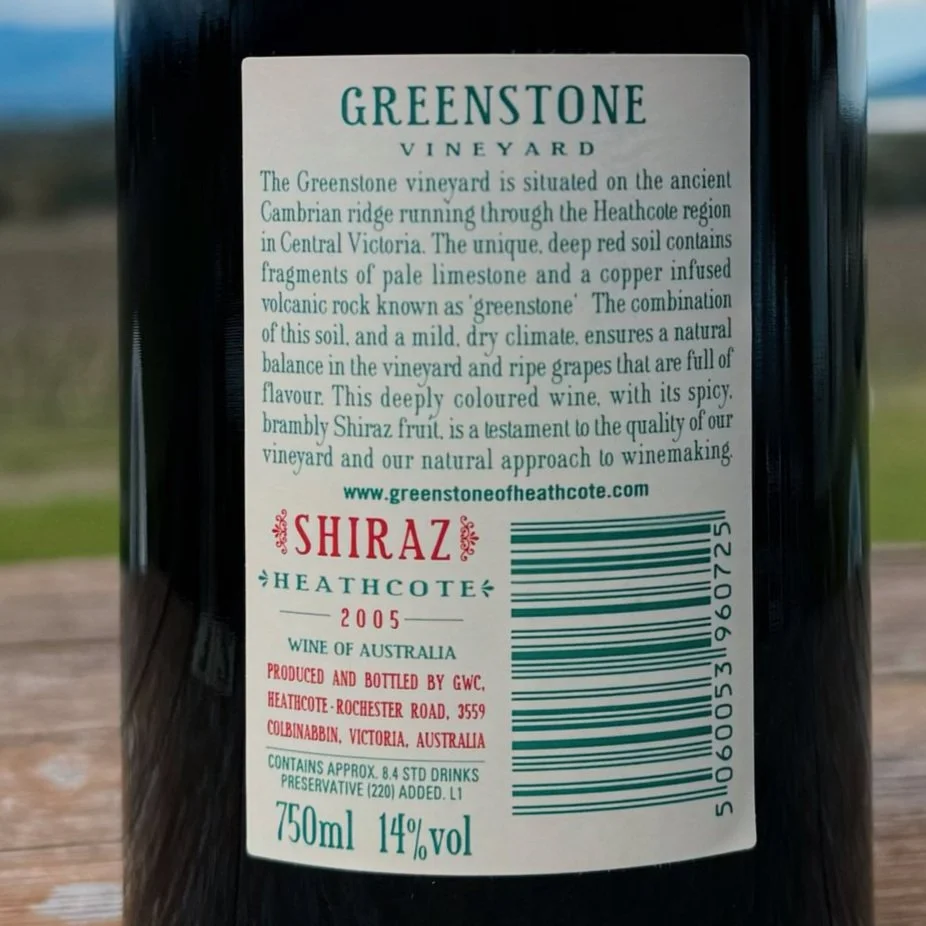 GREENSTONE
VINEYARD
The Greenstone vineyard is situated on the ancient
Cambrian ridge running through the Heathcote region
in Central Victoria. The unique, deep red soil contains
fragments of pale limestone and a copper infused
volcanic rock known as 'greenstone' The combination
of this soil, and a mild, dry climate, ensures a natural
balance in the vineyard and ripe grapes that are full of
flavour. This deeply coloured wine, with its spicy,
brambly Shiraz fruit, is a testament to the quality of our
vineyard and our natural approach to winemaking.
www.greenstoneofheathcote.com
SHIRAZ
HEATHCOTE
2005
WINE OF AUSTRALIA
PRODUCED AND BOTTLED BY GWC,
HEATHCOTE-ROCHESTER ROAD, 3559
COLBINABBIN, VICTORIA, AUSTRALIA
CONTAINS APPROX. 8.4 STD DRINKS
PRESERVATIVE (220) ADDED. L1
750ml 14%vol
5 060053 960725